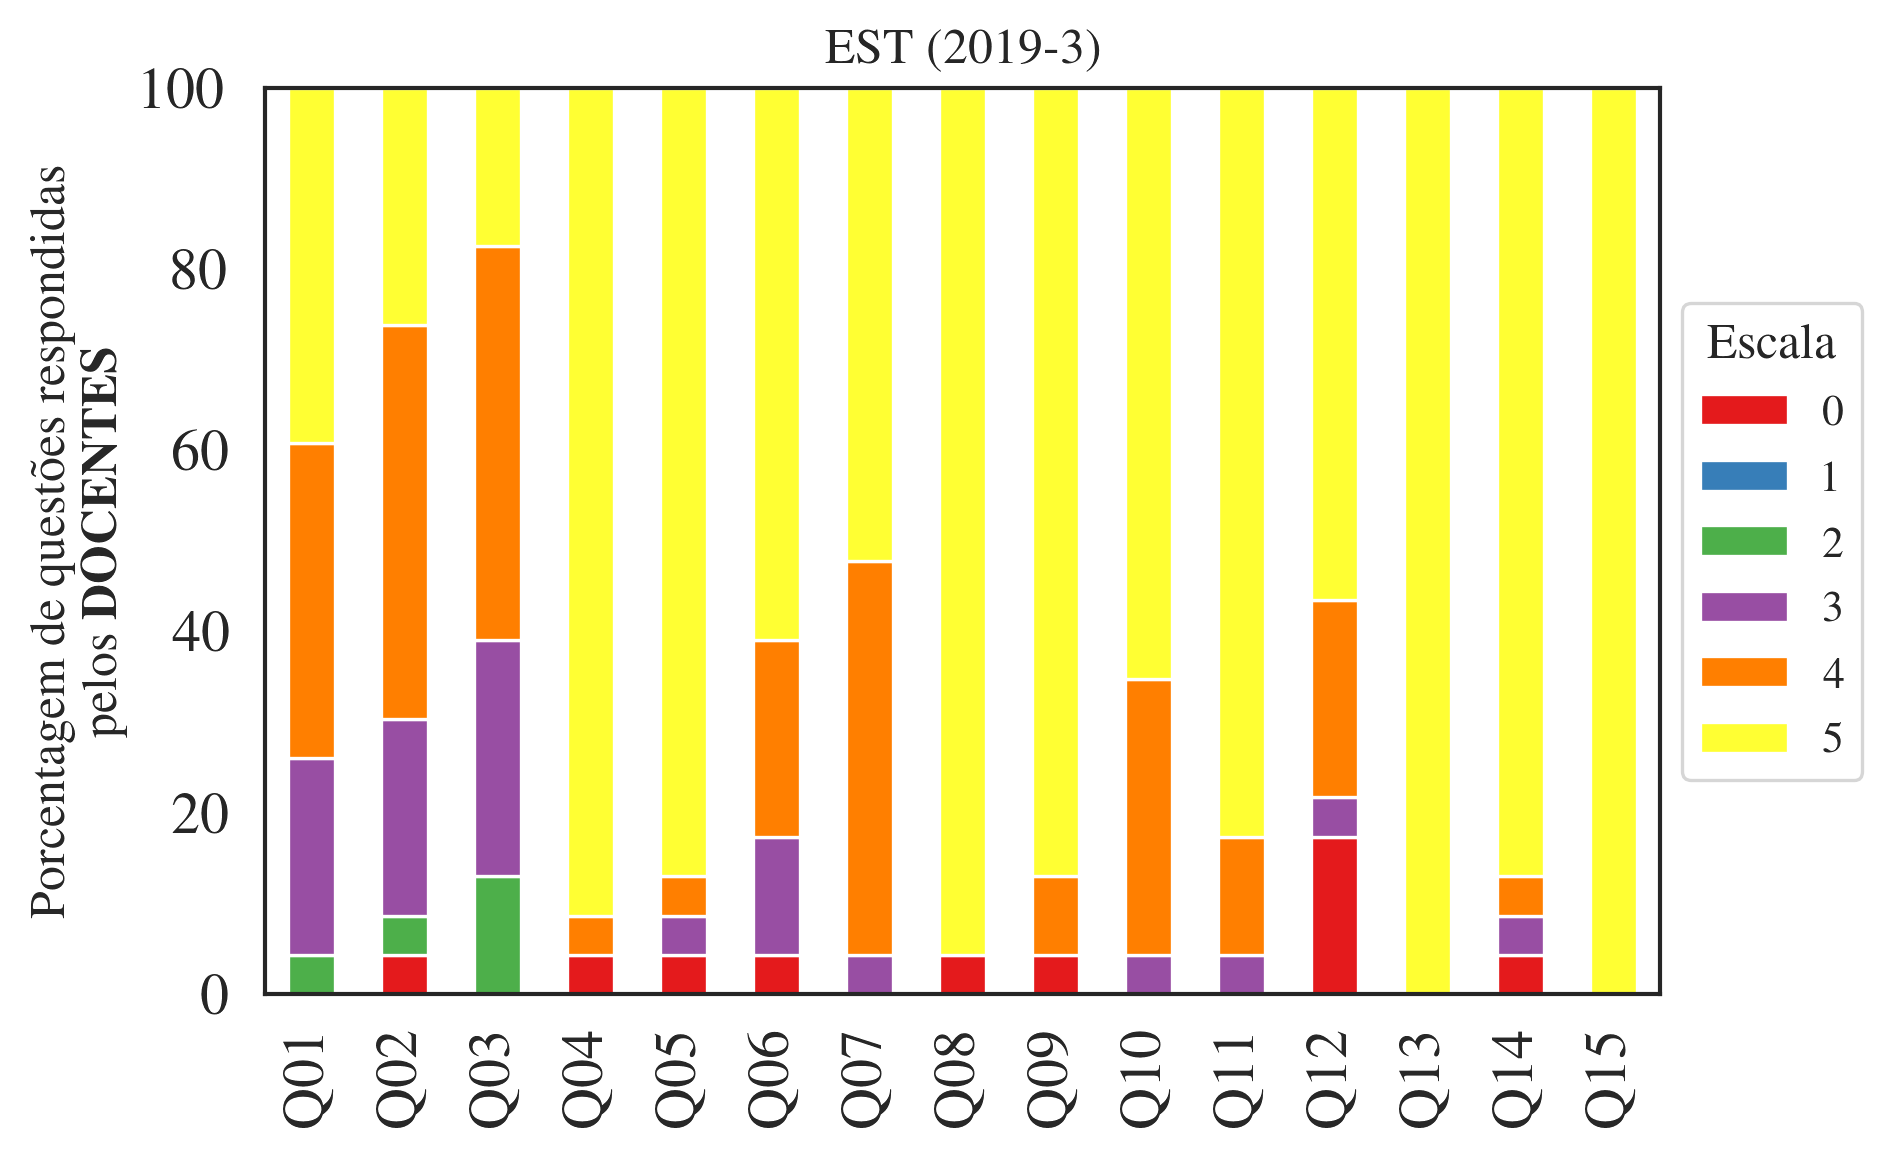 EST (2019-3)
Porcentagem de questões respondidas
pelos DOCENTES
100
80
60
40
20
0
Q01
Q02
Q03
Q04
Q05
Q06
Q07
Q08
Q09
Q10
Q11
Q12
Q13
Q14
Q15
Escala
0
1
2
3
4
5